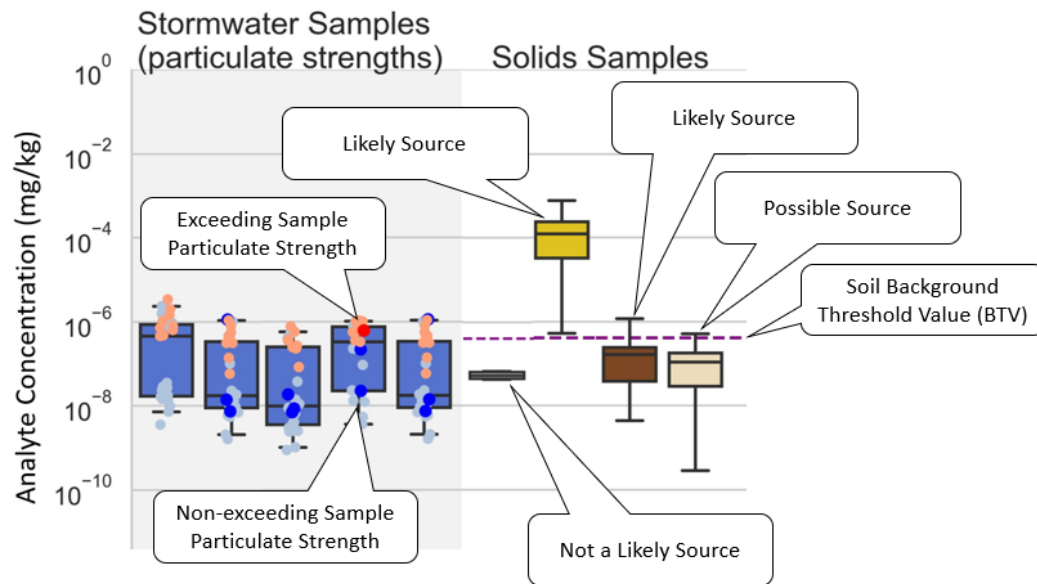 Stormwater Samples
(particulate strengths)
Solids Samples
Analyte Concentration (mg/kg)
10⁰
10⁻²
10⁻⁴
10⁻⁶
10⁻⁸
10⁻¹⁰
Likely Source
Likely Source
Possible Source
Exceeding Sample
Particulate Strength
Soil Background
Threshold Value (BTV)
Non-exceeding Sample
Particulate Strength
Not a Likely Source